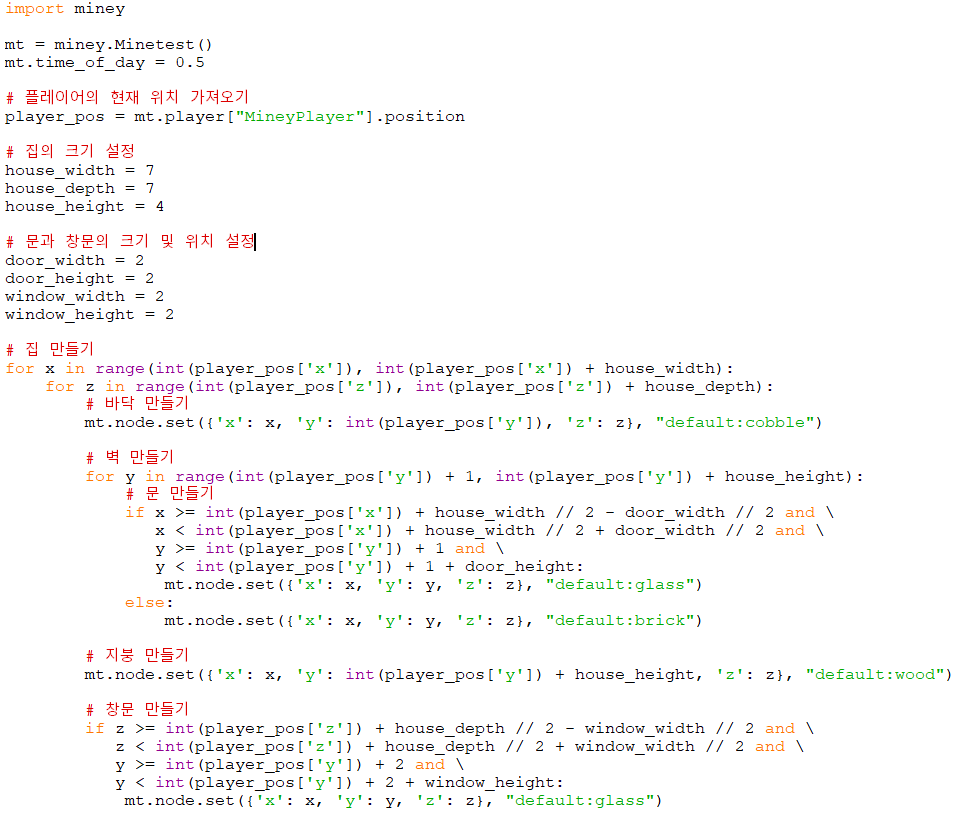 import miney

mt = miney.Minetest()
mt.time_of_day = 0.5

# 플레이어의 현재 위치 가져오기
player_pos = mt.player["MineyPlayer"].position

# 집의 크기 설정
house_width = 7
house_depth = 7
house_height = 4

# 문과 창문의 크기 및 위치 설정
door_width = 2
door_height = 2
window_width = 2
window_height = 2

# 집 만들기
for x in range(int(player_pos['x']), int(player_pos['x']) + house_width):
    for z in range(int(player_pos['z']), int(player_pos['z']) + house_depth):
        # 바닥 만들기
        mt.node.set({'x': x, 'y': int(player_pos['y']), 'z': z}, "default:cobble")

        # 벽 만들기
        for y in range(int(player_pos['y']) + 1, int(player_pos['y']) + house_height):
            # 문 만들기
            if x >= int(player_pos['x']) + house_width // 2 - door_width // 2 and \
               x < int(player_pos['x']) + house_width // 2 + door_width // 2 and \
               y >= int(player_pos['y']) + 1 and \
               y < int(player_pos['y']) + 1 + door_height:
                mt.node.set({'x': x, 'y': y, 'z': z}, "default:glass")
            else:
                mt.node.set({'x': x, 'y': y, 'z': z}, "default:brick")

        # 지붕 만들기
        mt.node.set({'x': x, 'y': int(player_pos['y']) + house_height, 'z': z}, "default:wood")

        # 창문 만들기
        if z >= int(player_pos['z']) + house_depth // 2 - window_width // 2 and \
           z < int(player_pos['z']) + house_depth // 2 + window_width // 2 and \
           y >= int(player_pos['y']) + 2 and \
           y < int(player_pos['y']) + 2 + window_height:
            mt.node.set({'x': x, 'y': y, 'z': z}, "default:glass")